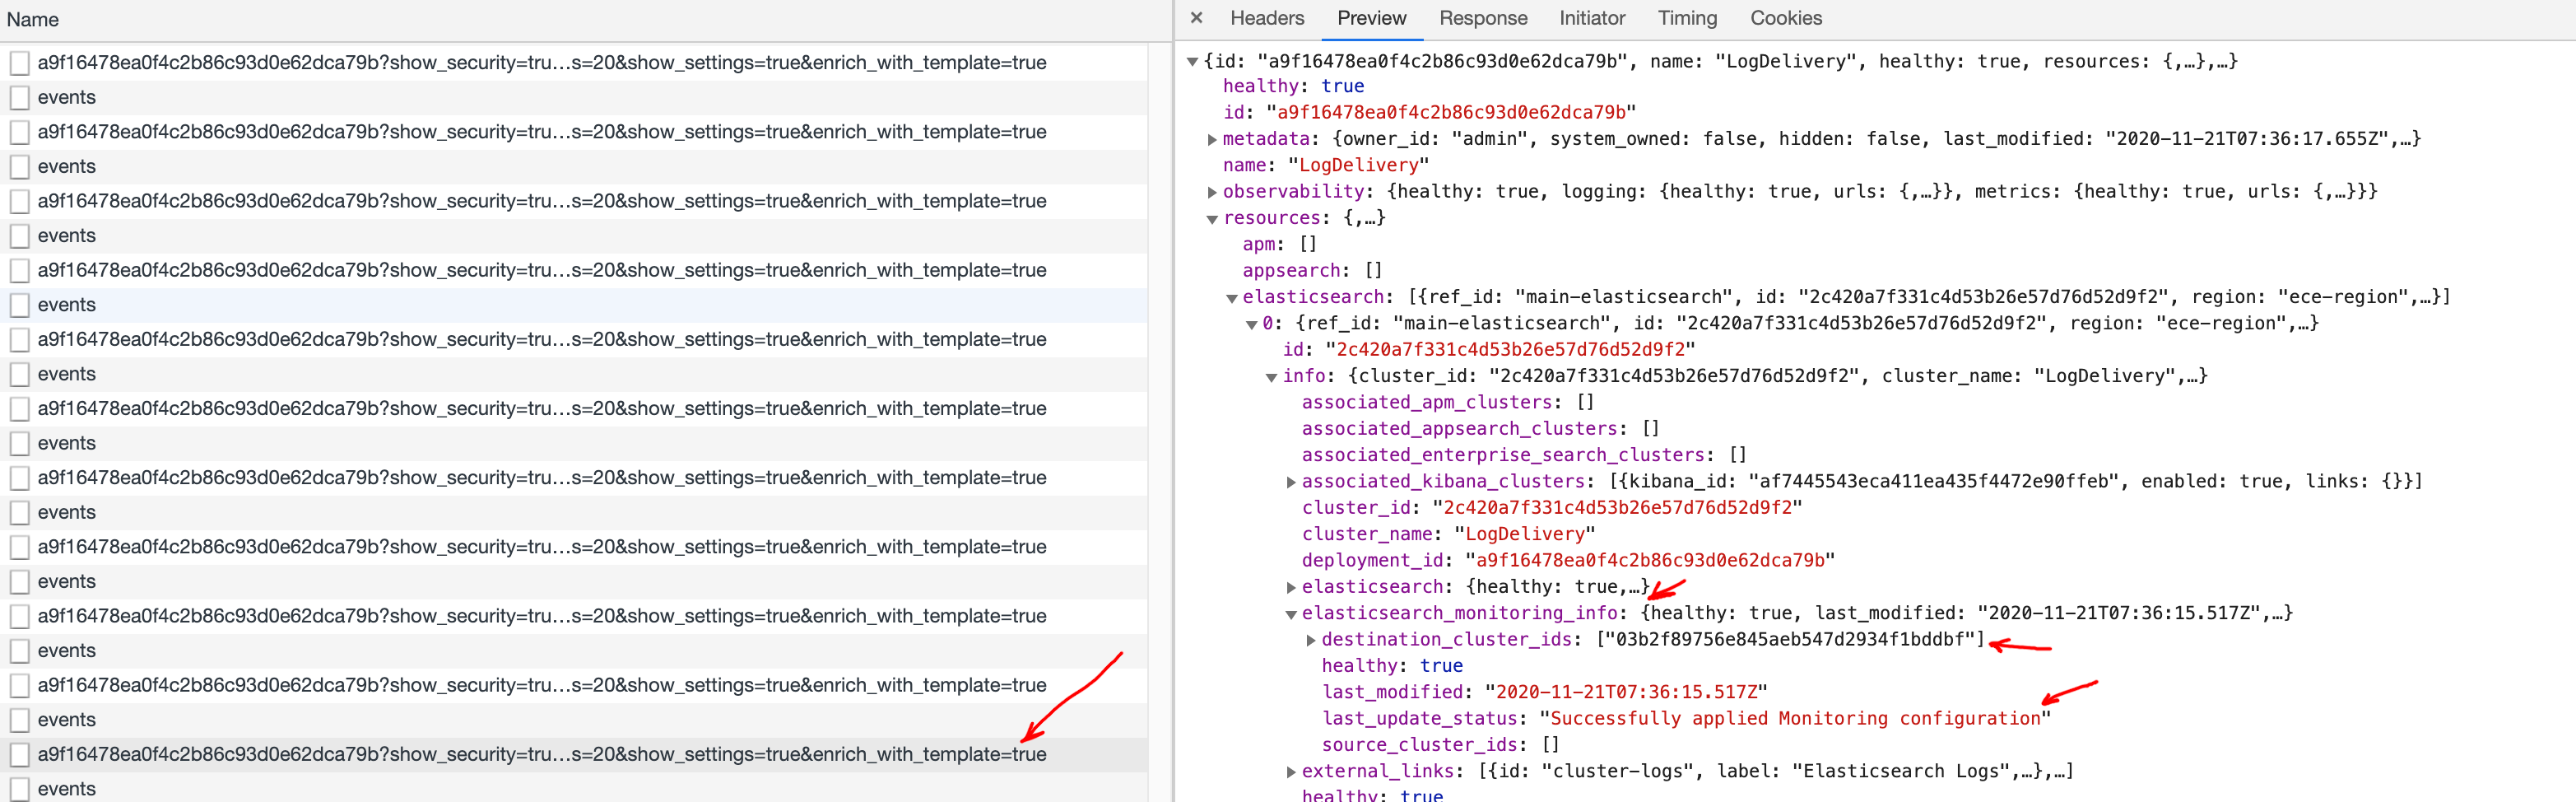 Name
a9f16478ea0f4c2b86c93d0e62dca79b?show_security=tru…s=20&show_settings=true&enrich_with_template=true
events
a9f16478ea0f4c2b86c93d0e62dca79b?show_security=tru…s=20&show_settings=true&enrich_with_template=true
events
a9f16478ea0f4c2b86c93d0e62dca79b?show_security=tru…s=20&show_settings=true&enrich_with_template=true
events
a9f16478ea0f4c2b86c93d0e62dca79b?show_security=tru…s=20&show_settings=true&enrich_with_template=true
events
a9f16478ea0f4c2b86c93d0e62dca79b?show_security=tru…s=20&show_settings=true&enrich_with_template=true
events
a9f16478ea0f4c2b86c93d0e62dca79b?show_security=tru…s=20&show_settings=true&enrich_with_template=true
events
a9f16478ea0f4c2b86c93d0e62dca79b?show_security=tru…s=20&show_settings=true&enrich_with_template=true
events
a9f16478ea0f4c2b86c93d0e62dca79b?show_security=tru…s=20&show_settings=true&enrich_with_template=true
events
a9f16478ea0f4c2b86c93d0e62dca79b?show_security=tru…s=20&show_settings=true&enrich_with_template=true
events
a9f16478ea0f4c2b86c93d0e62dca79b?show_security=tru…s=20&show_settings=true&enrich_with_template=true
events
a9f16478ea0f4c2b86c93d0e62dca79b?show_security=tru…s=20&show_settings=true&enrich_with_template=true
events
× Headers Preview Response Initiator Timing Cookies
{id: "a9f16478ea0f4c2b86c93d0e62dca79b", name: "LogDelivery", healthy: true, resources: {,…},…}
healthy: true
id: "a9f16478ea0f4c2b86c93d0e62dca79b"
metadata: {owner_id: "admin", system_owned: false, hidden: false, last_modified: "2020-11-21T07:36:17.655Z",…}
name: "LogDelivery"
observability: {healthy: true, logging: {healthy: true, urls: {,…}}, metrics: {healthy: true, urls: {,…}}}
resources: {,…}
apm: []
appsearch: []
elasticsearch: [{ref_id: "main-elasticsearch", id: "2c420a7f331c4d53b26e57d76d52d9f2", region: "ece-region",…}]
0: {ref_id: "main-elasticsearch", id: "2c420a7f331c4d53b26e57d76d52d9f2", region: "ece-region",…}
id: "2c420a7f331c4d53b26e57d76d52d9f2"
info: {cluster_id: "2c420a7f331c4d53b26e57d76d52d9f2", cluster_name: "LogDelivery",…}
associated_apm_clusters: []
associated_appsearch_clusters: []
associated_enterprise_search_clusters: []
associated_kibana_clusters: [{kibana_id: "af7445543eca411ea435f4472e90ffeb", enabled: true, links: {}}]
cluster_id: "2c420a7f331c4d53b26e57d76d52d9f2"
cluster_name: "LogDelivery"
deployment_id: "a9f16478ea0f4c2b86c93d0e62dca79b"
elasticsearch: {healthy: true,…}
elasticsearch_monitoring_info: {healthy: true, last_modified: "2020-11-21T07:36:15.517Z",…}
destination_cluster_ids: ["03b2f89756e845aeb547d2934f1bddbf"]
healthy: true
last_modified: "2020-11-21T07:36:15.517Z"
last_update_status: "Successfully applied Monitoring configuration"
source_cluster_ids: []
external_links: [{id: "cluster-logs", label: "Elasticsearch Logs",…},…]
healthy: true